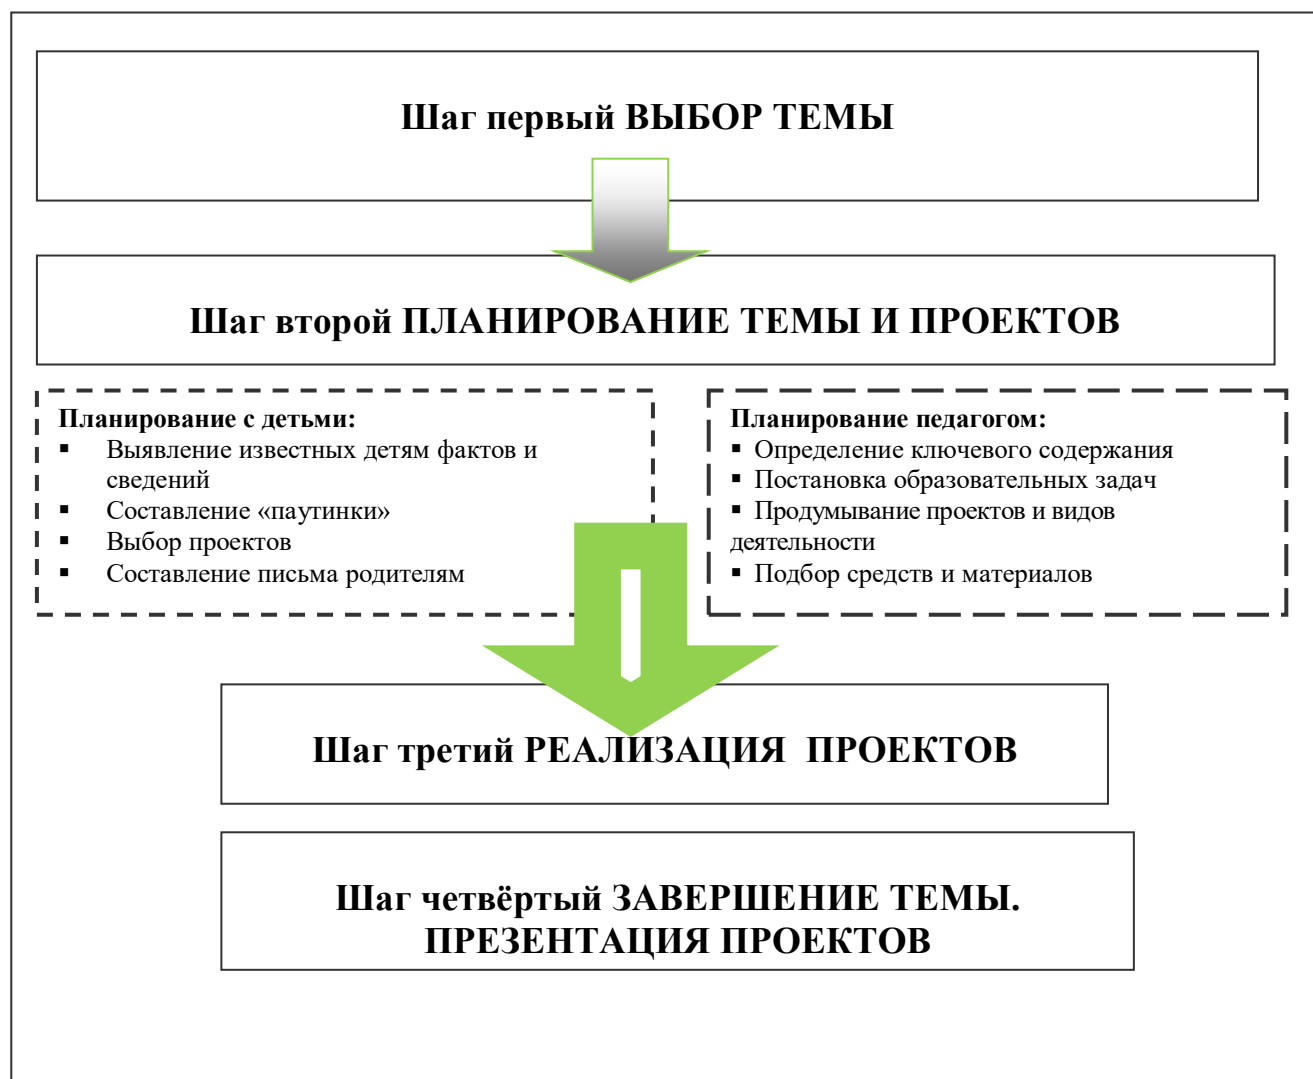 Шаг первый ВЫБОР ТЕМЫ
Шаг второй ПЛАНИРОВАНИЕ ТЕМЫ И ПРОЕКТОВ
Планирование с детьми:
▪ Выявление известных детям фактов и
сведений
▪ Составление «паутинки»
▪ Выбор проектов
▪ Составление письма родителям
Планирование педагогом:
▪ Определение ключевого содержания
▪ Постановка образовательных задач
▪ Продумывание проектов и видов
деятельности
▪ Подбор средств и материалов
Шаг третий РЕАЛИЗАЦИЯ ПРОЕКТОВ
Шаг четвёртый ЗАВЕРШЕНИЕ ТЕМЫ.
ПРЕЗЕНТАЦИЯ ПРОЕКТОВ